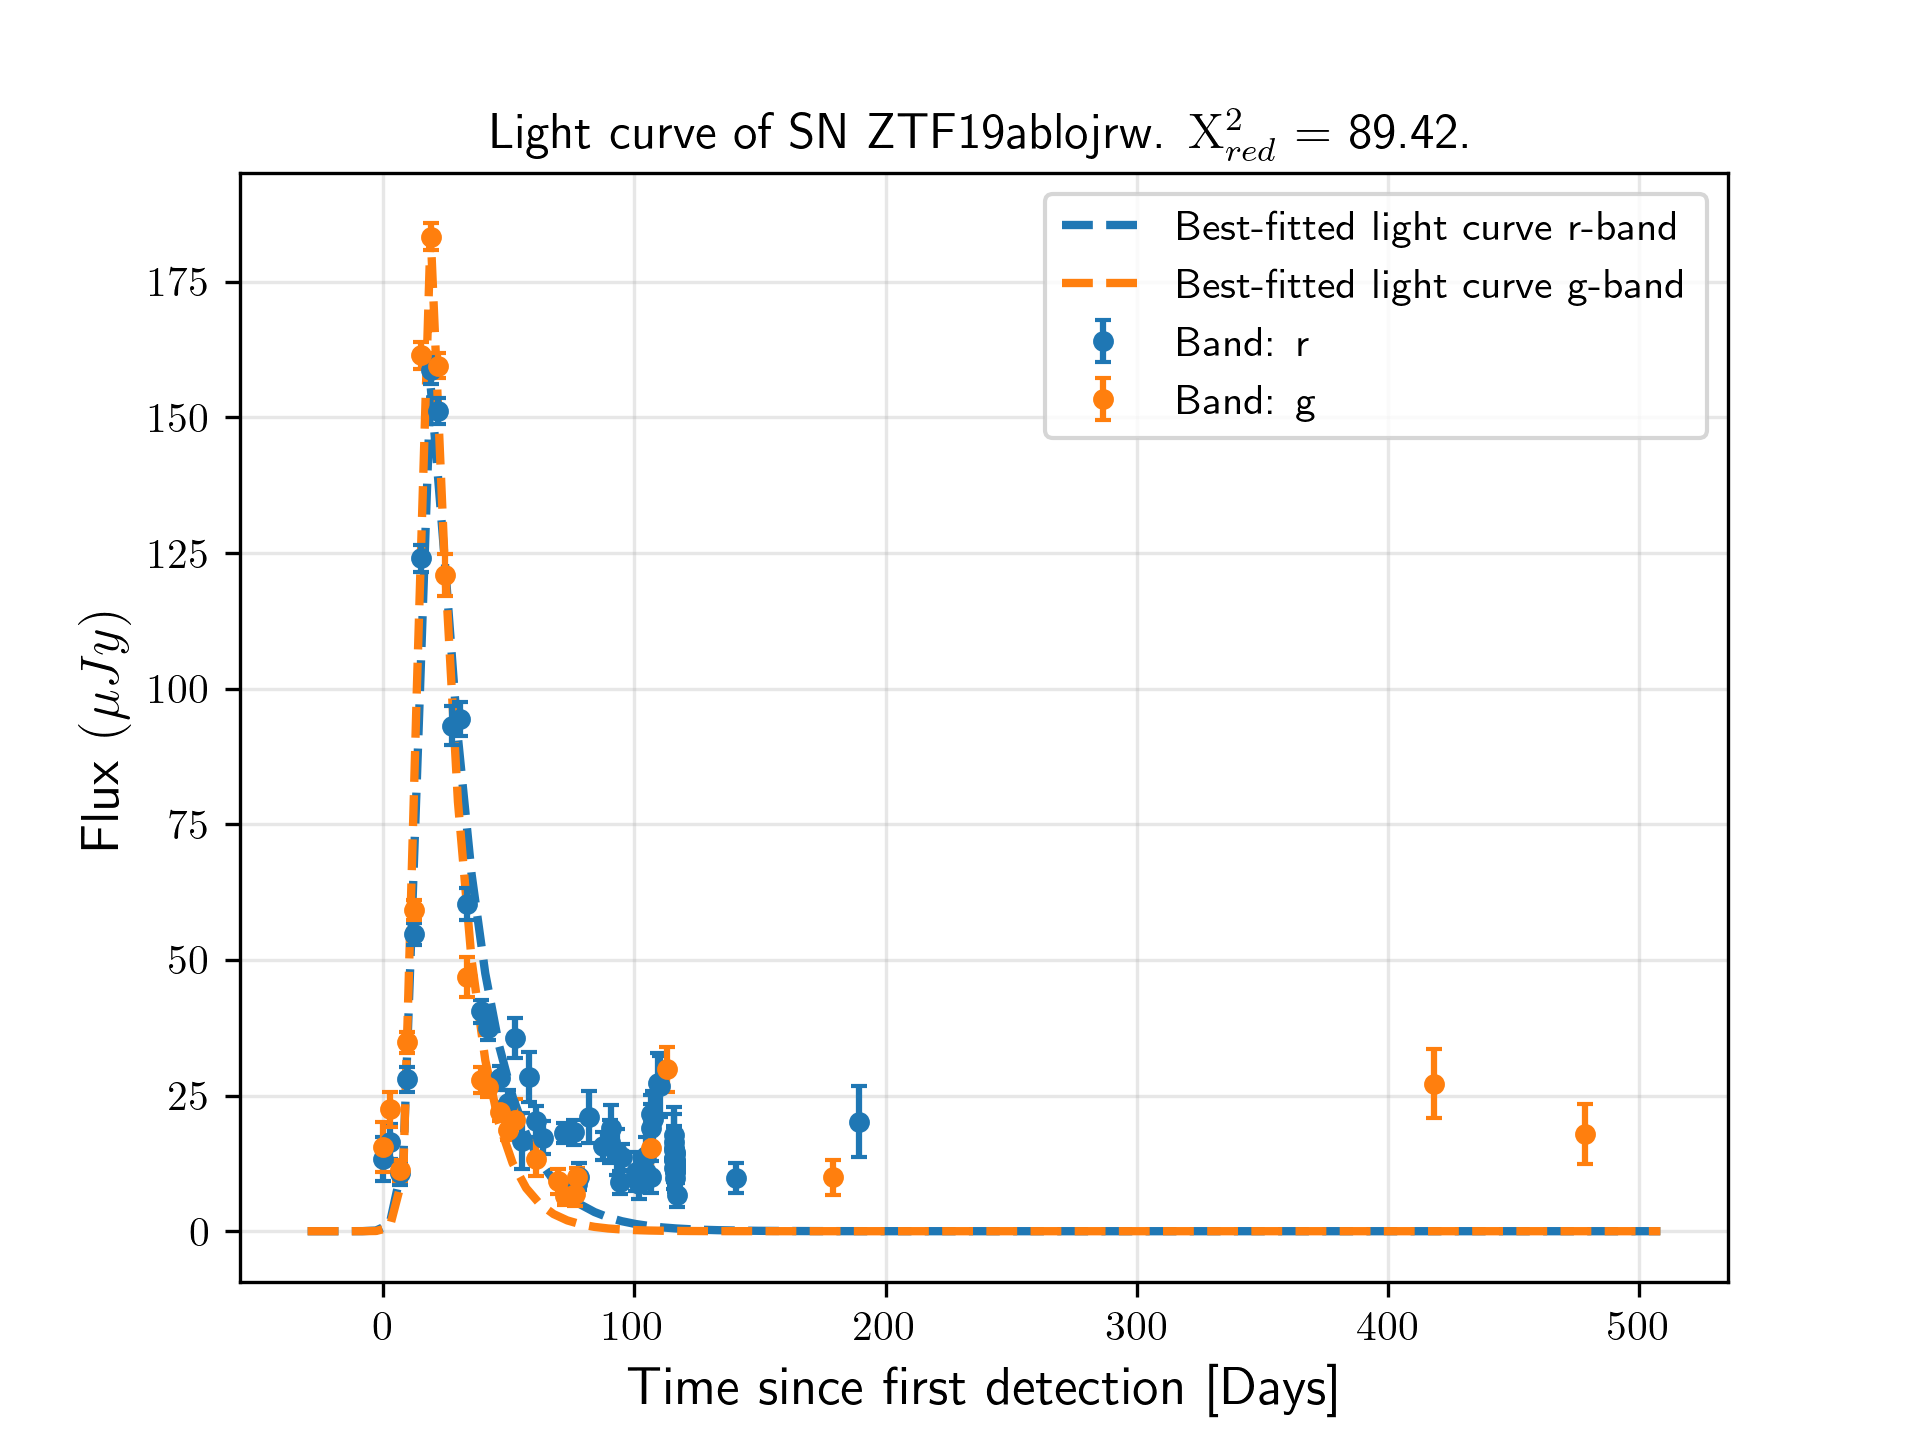 Light curve of SN ZTF19ablojrw. X²red = 89.42.
Best-fitted light curve r-band
Best-fitted light curve g-band
Band: r
Band: g
Flux (μJy)
175
150
125
100
75
50
25
0
0 100 200 300 400 500
Time since first detection [Days]